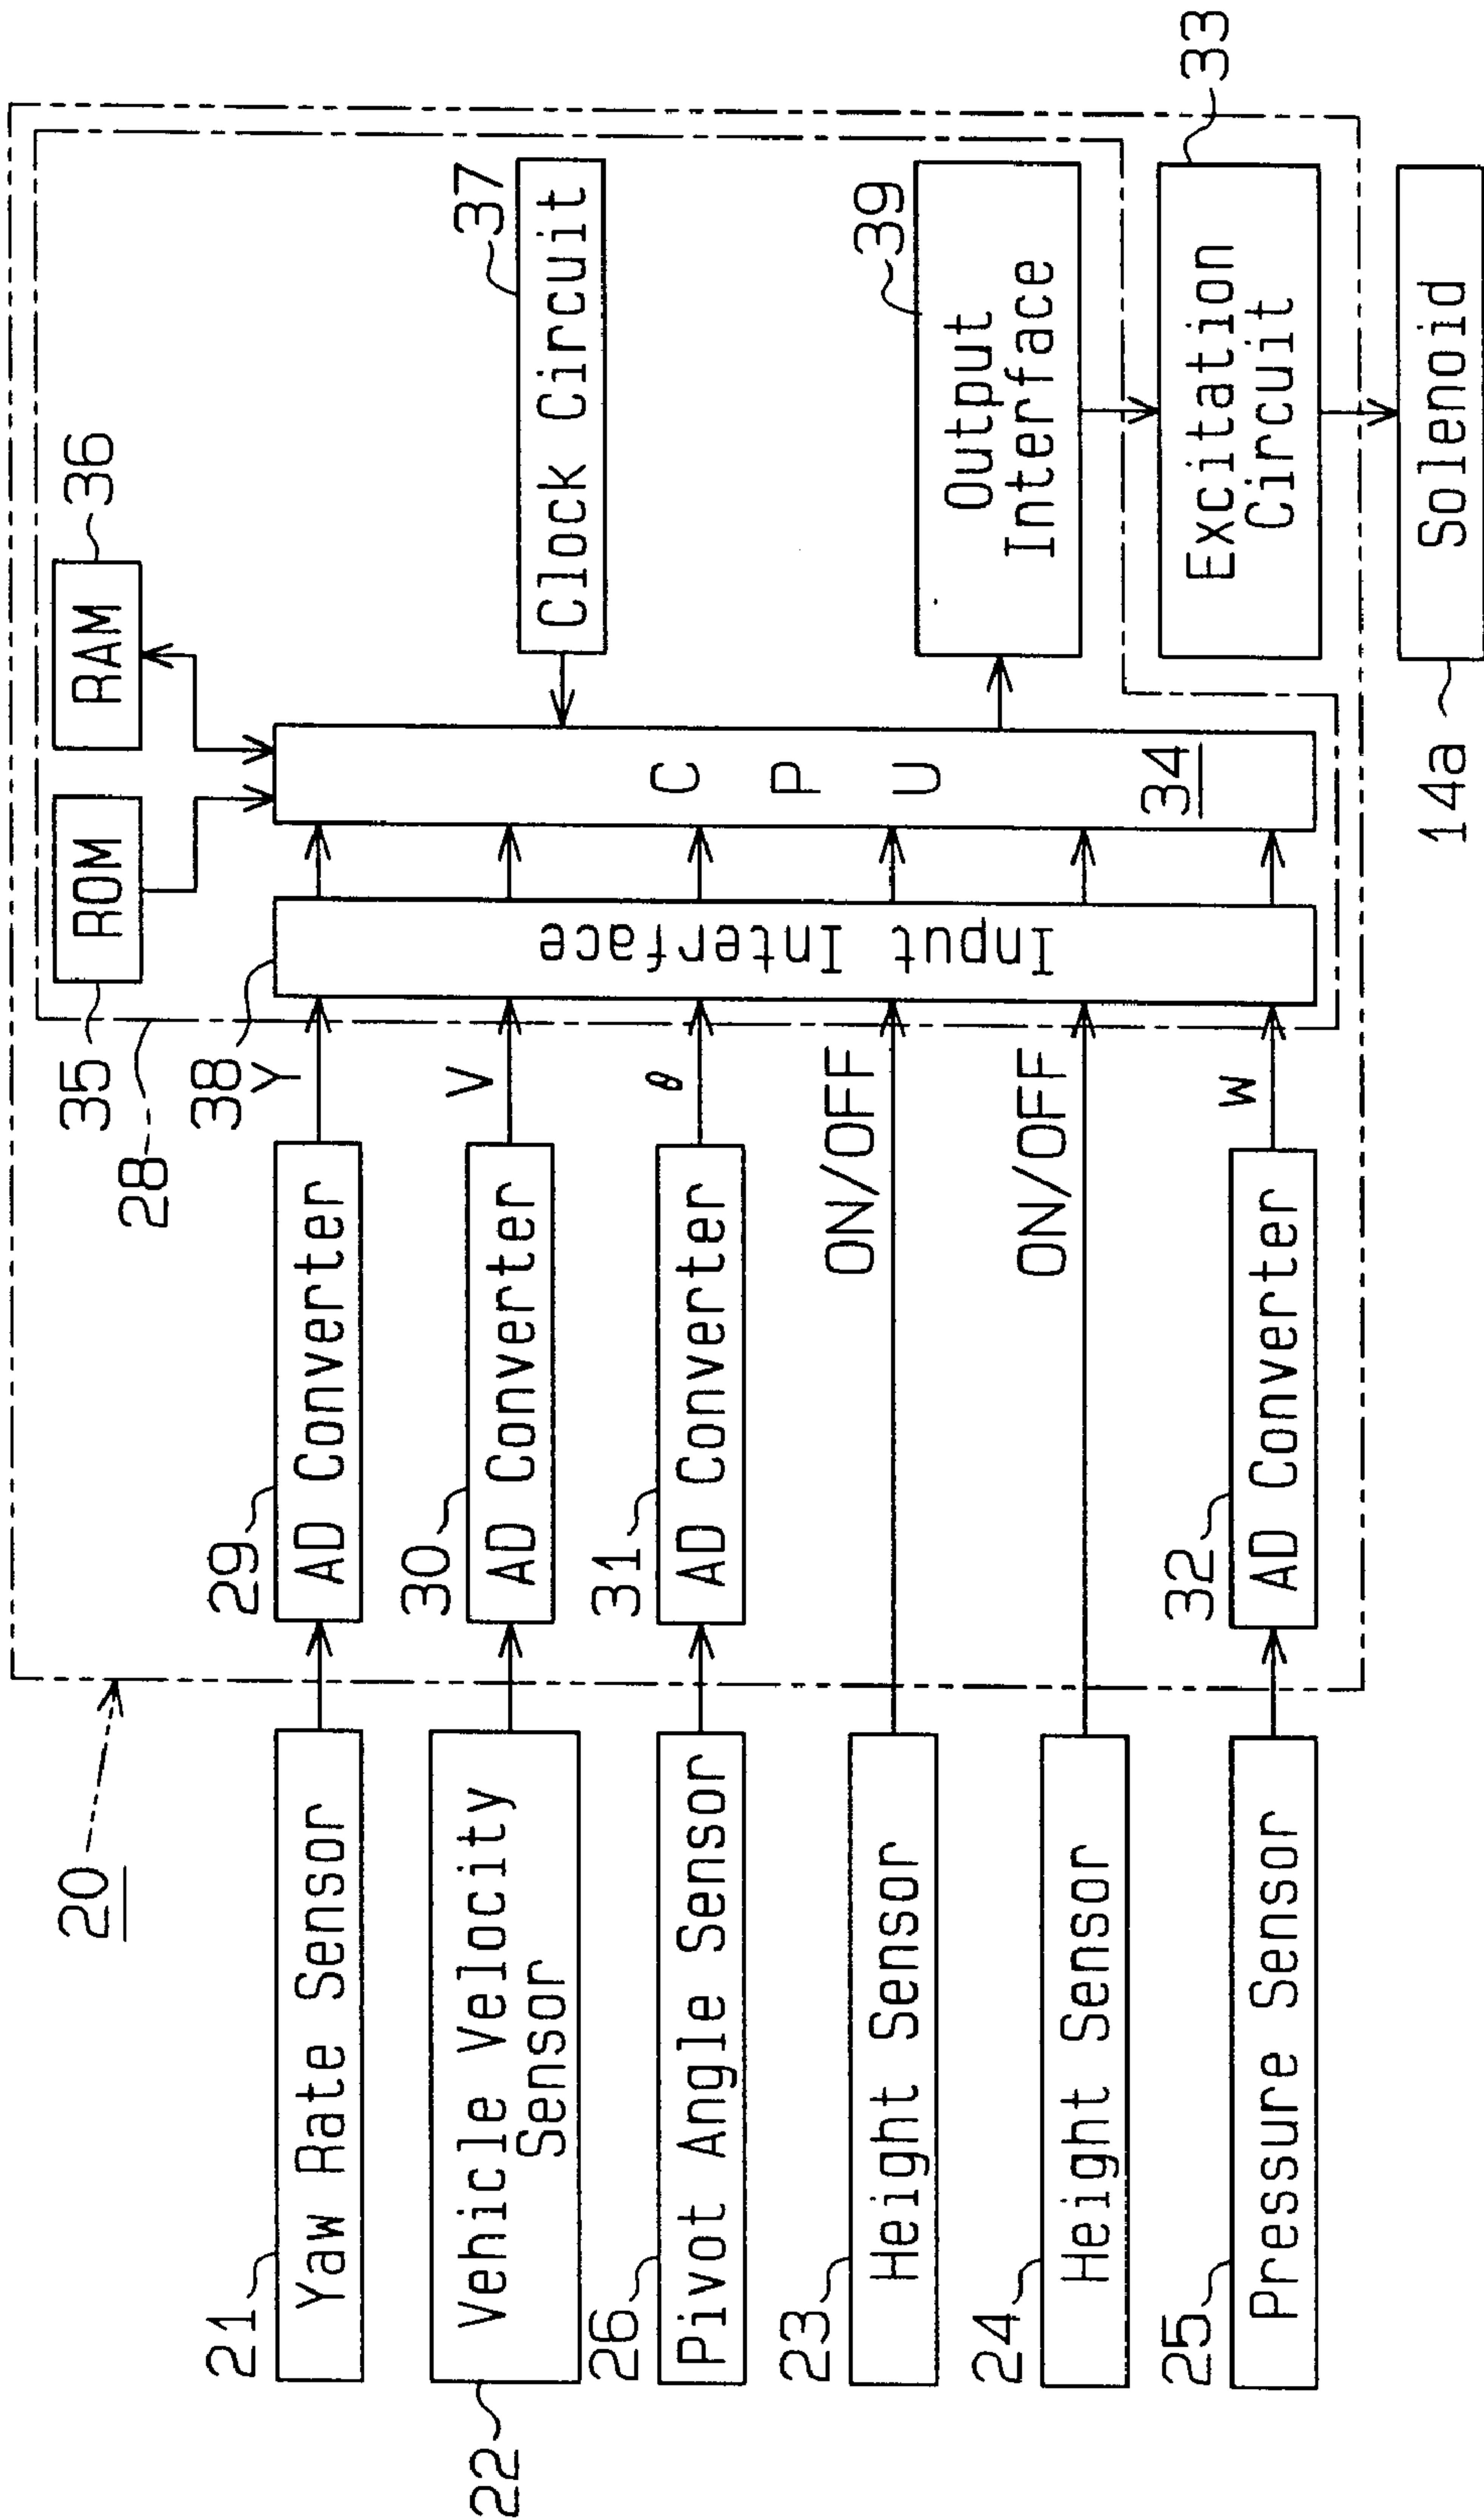 20
28
35
ROM
RAM
36
21
Yaw Rate Sensor
29
AD Converter
Y
38
Input Interface
CPU
34
22
Vehicle Velocity
Sensor
30
AD Converter
V
37
Clock Circuit
26
Pivot Angle Sensor
31
AD Converter
θ
23
Height Sensor
ON/OFF
39
Output
Interface
24
Height Sensor
ON/OFF
25
Pressure Sensor
32
AD Converter
W
33
Excitation
Circuit
14a
Solenoid